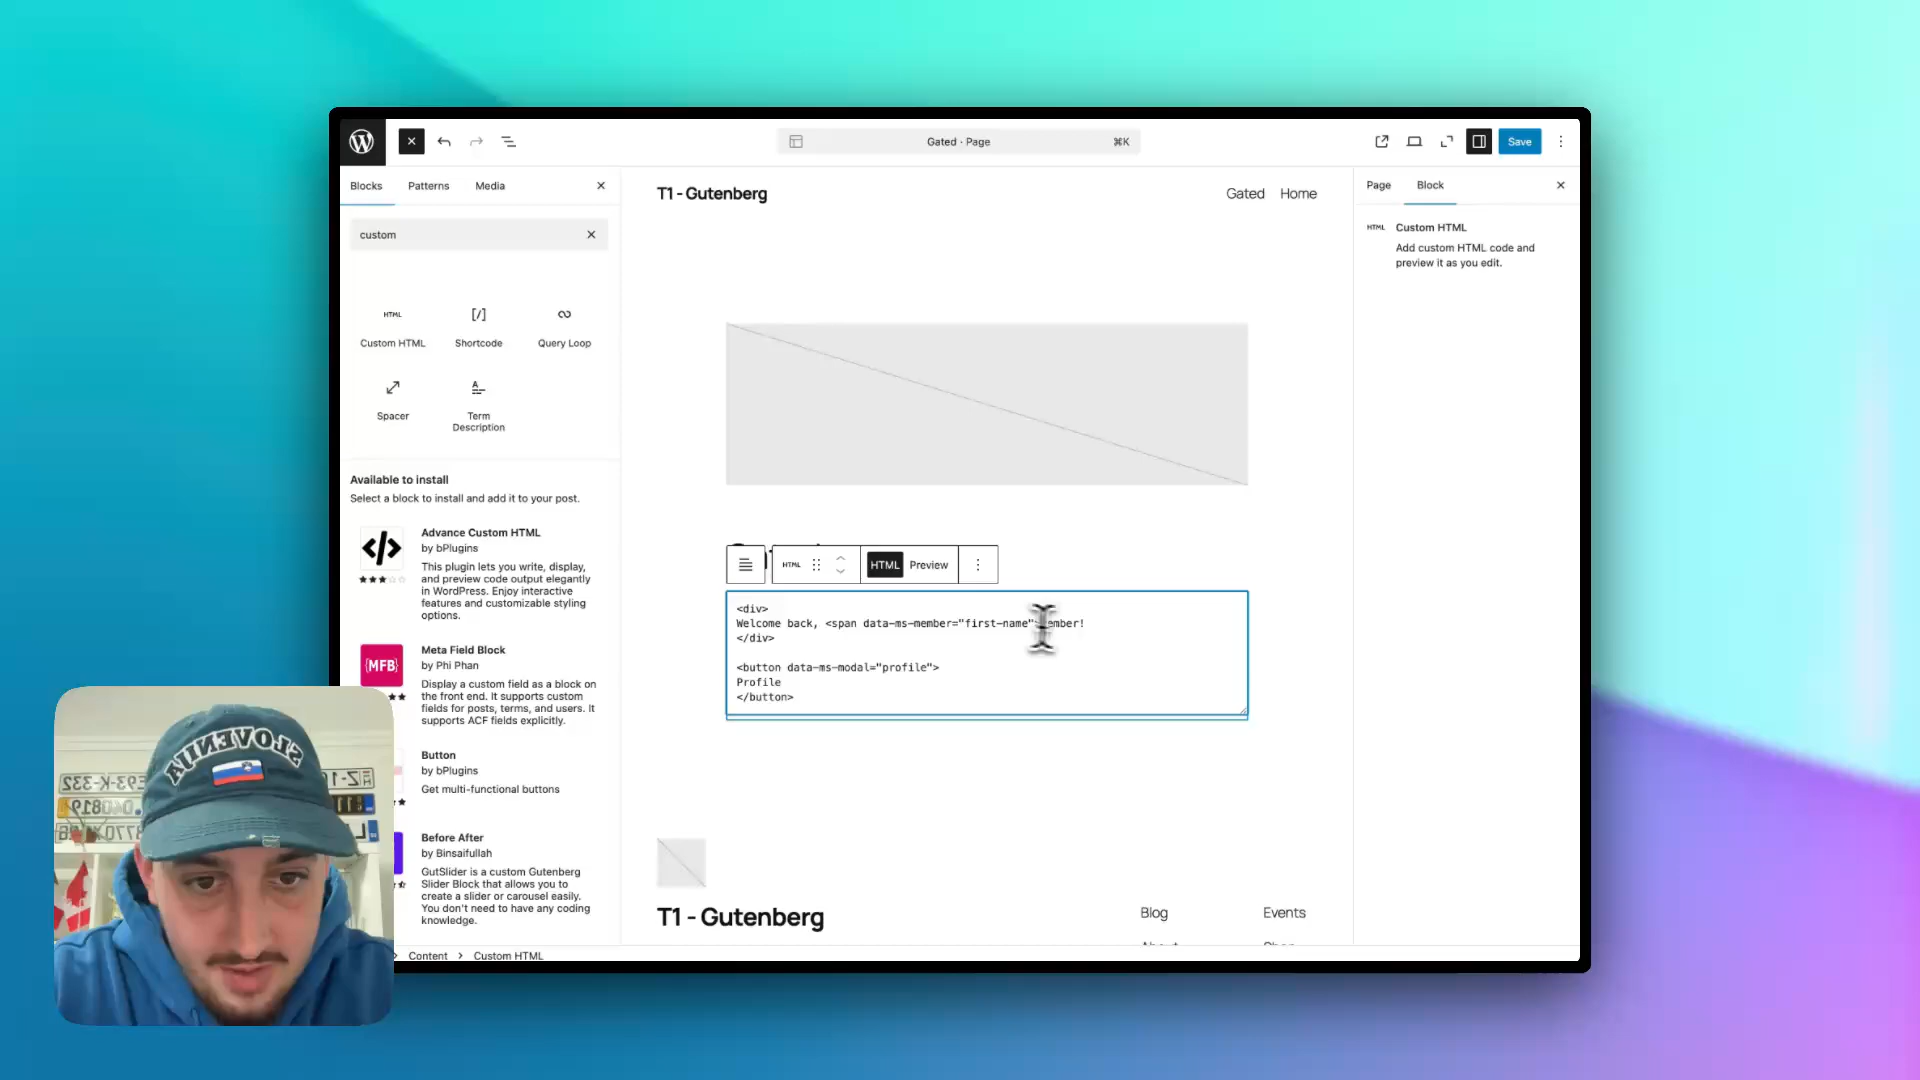 Gated · Page
⌘K
Save
Blocks
Patterns
Media
custom
HTML
Custom HTML
[/]
Shortcode
Query Loop
Spacer
Term
Description
Available to install
Select a block to install and add it to your post.
Advance Custom HTML
by bPlugins
This plugin lets you write, display,
and preview code output elegantly
in WordPress. Enjoy interactive
features and customizable styling
options.
{MFB}
Meta Field Block
by Phi Phan
Display a custom field as a block on
the front end. It supports custom
fields for posts, terms, and users. It
supports ACF fields explicitly.
Button
by bPlugins
Get multi-functional buttons
Before After
by Binsaifullah
GutSlider is a custom Gutenberg
Slider Block that allows you to
create a slider or carousel easily.
You don't need to have any coding
knowledge.
T1 - Gutenberg
Gated
Home
HTML
HTML
Preview
<div>
Welcome back, <span data-ms-member="first-name"
ember!
</div>
<button data-ms-modal="profile">
Profile
</button>
T1 - Gutenberg
Blog
Events
Content > Custom HTML
Page
Block
HTML
Custom HTML
Add custom HTML code and
preview it as you edit.
SLOVENIJA